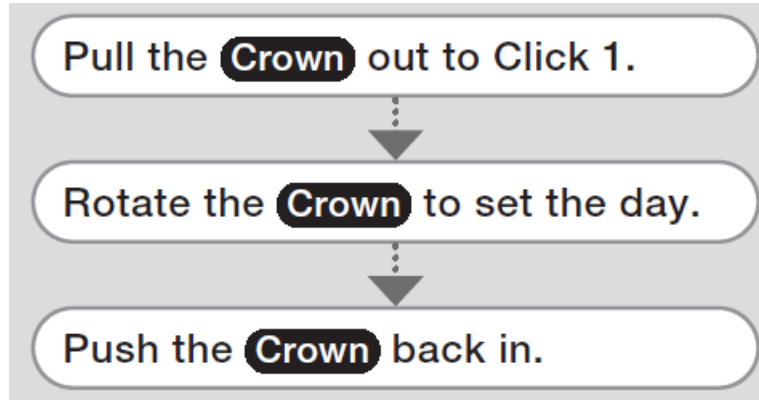 Pull the Crown out to Click 1.
Rotate the Crown to set the day.
Push the Crown back in.